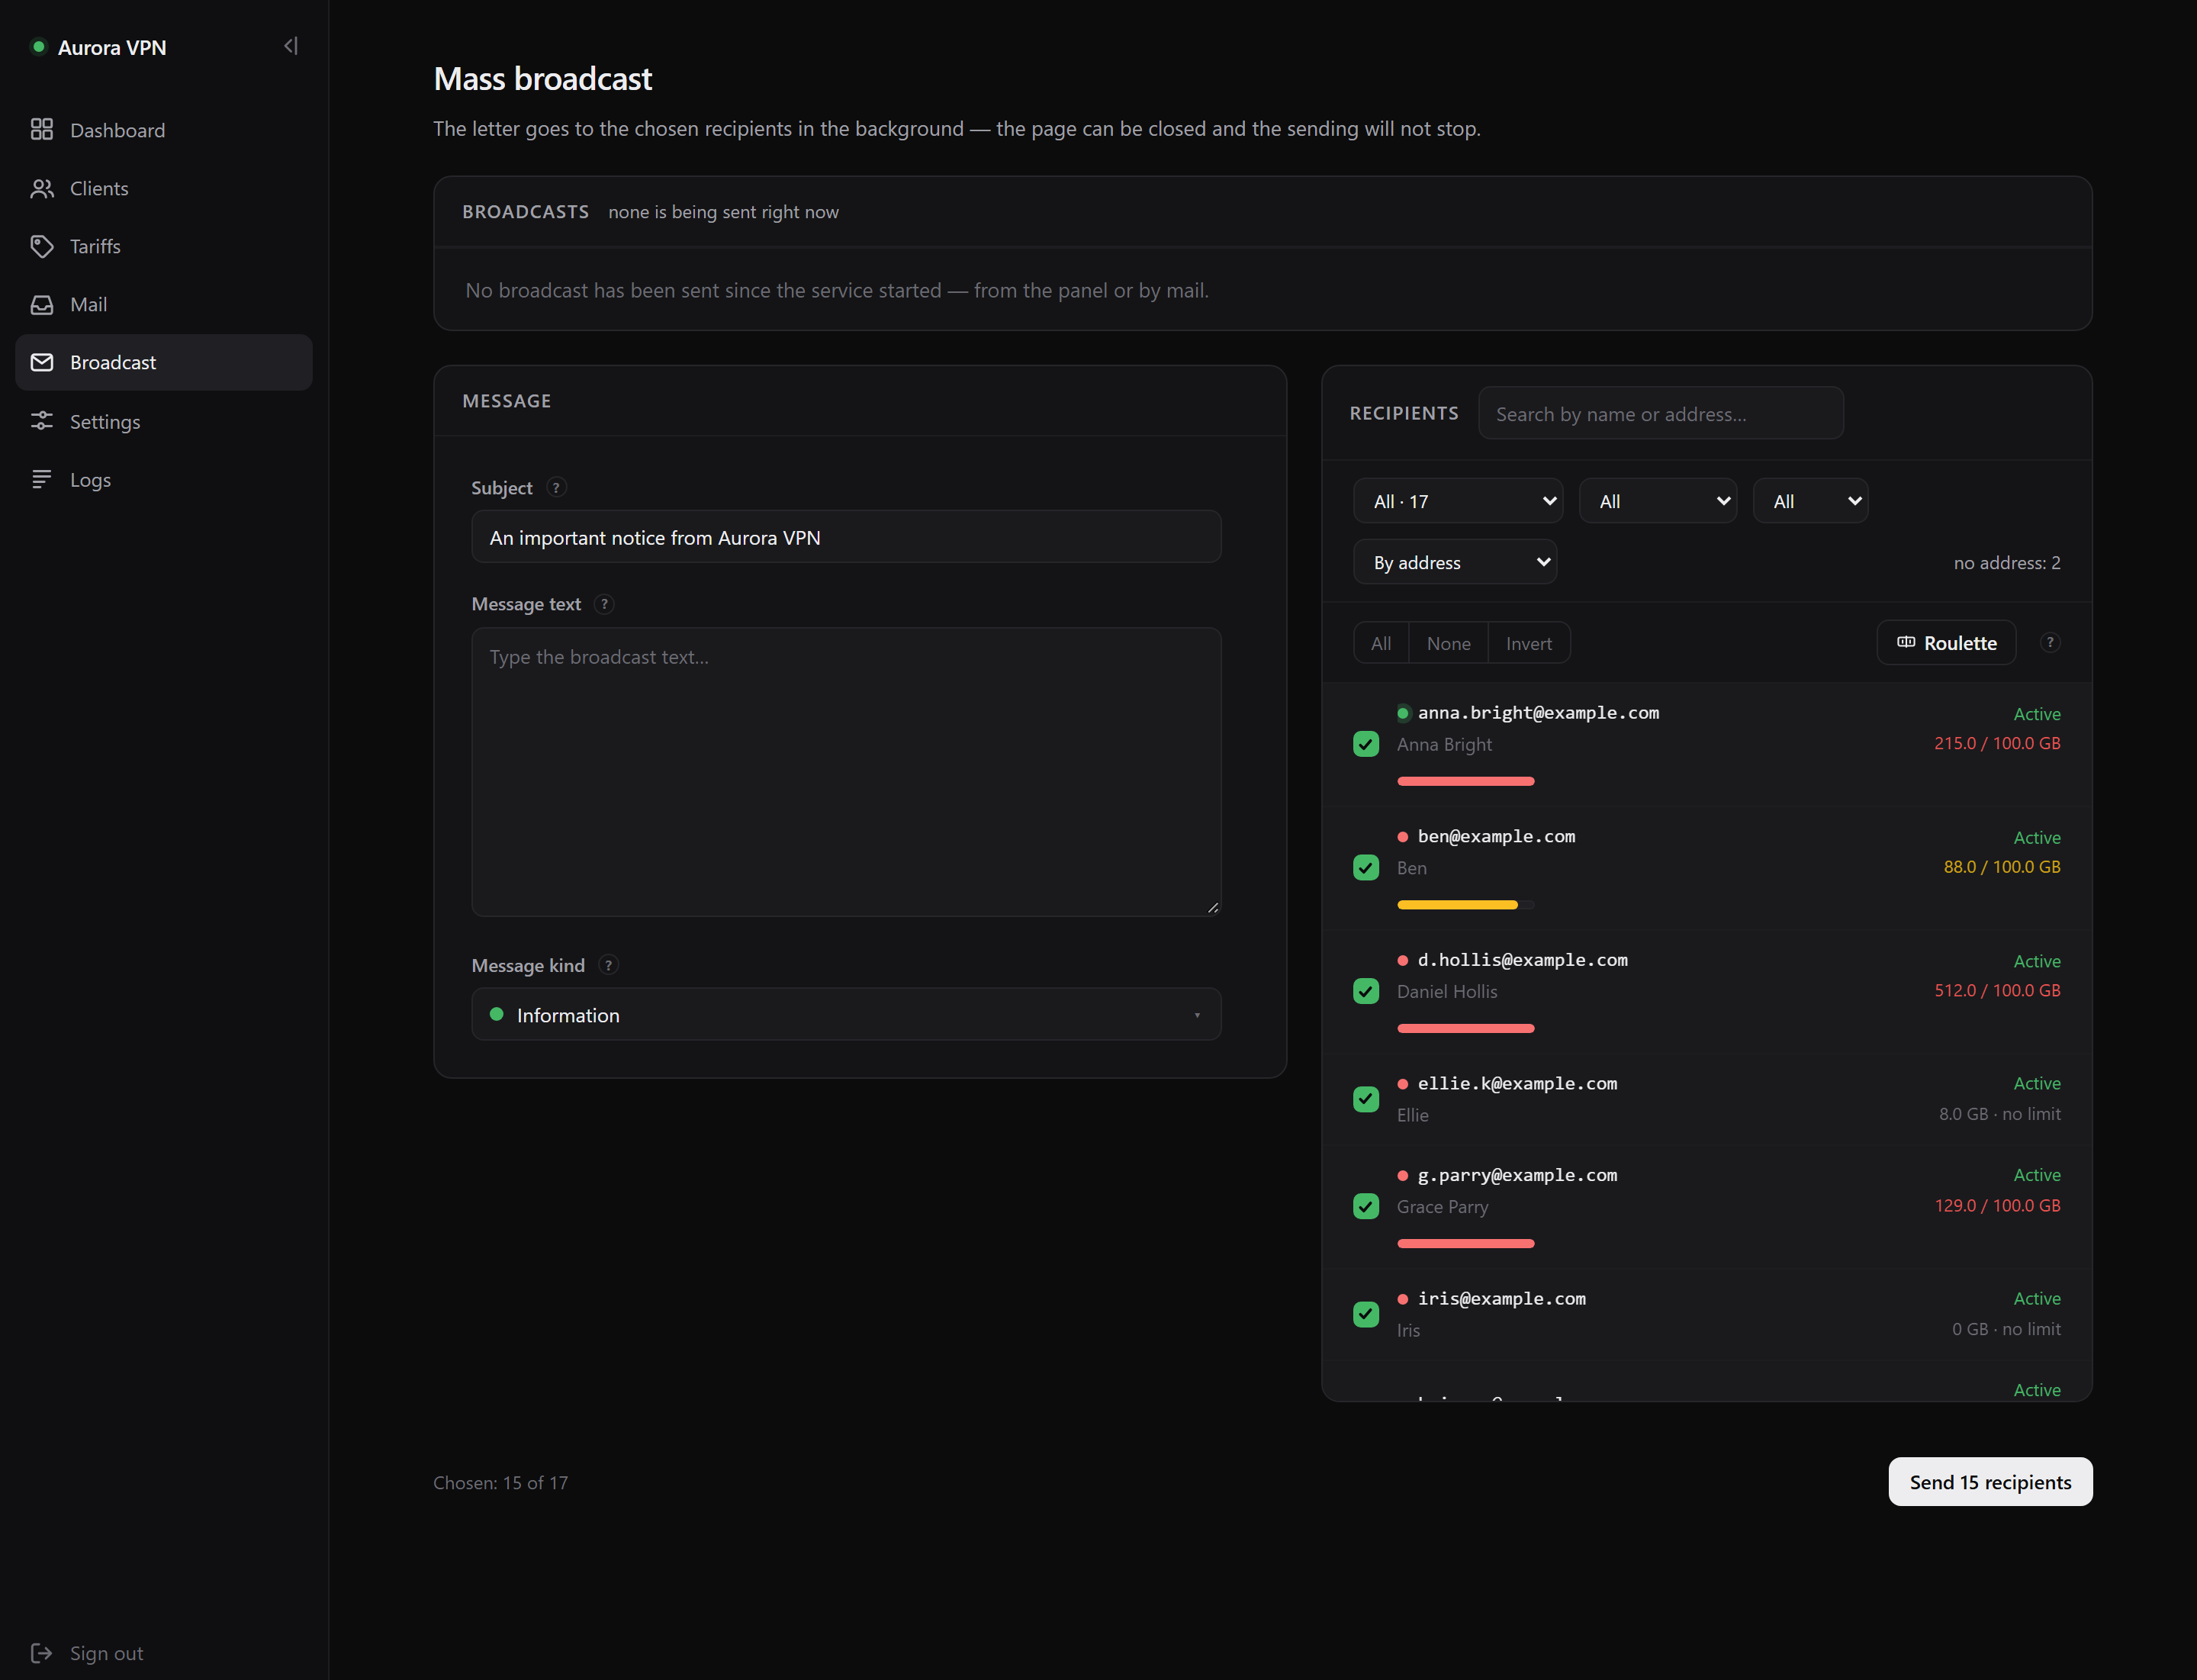 Aurora VPN
Dashboard
Clients
Tariffs
Mail
Broadcast
Settings
Logs
Sign out
Mass broadcast
The letter goes to the chosen recipients in the background — the page can be closed and the sending will not stop.
BROADCASTS none is being sent right now
No broadcast has been sent since the service started — from the panel or by mail.
MESSAGE
Subject ?
An important notice from Aurora VPN
Message text ?
Type the broadcast text...
Message kind ?
Information
RECIPIENTS Search by name or address...
All · 17 All All
By address no address: 2
All None Invert Roulette ?
anna.bright@example.com Active
Anna Bright 215.0 / 100.0 GB
ben@example.com Active
Ben 88.0 / 100.0 GB
d.hollis@example.com Active
Daniel Hollis 512.0 / 100.0 GB
ellie.k@example.com Active
Ellie 8.0 GB · no limit
g.parry@example.com Active
Grace Parry 129.0 / 100.0 GB
iris@example.com Active
Iris 0 GB · no limit
Active
Chosen: 15 of 17 Send 15 recipients